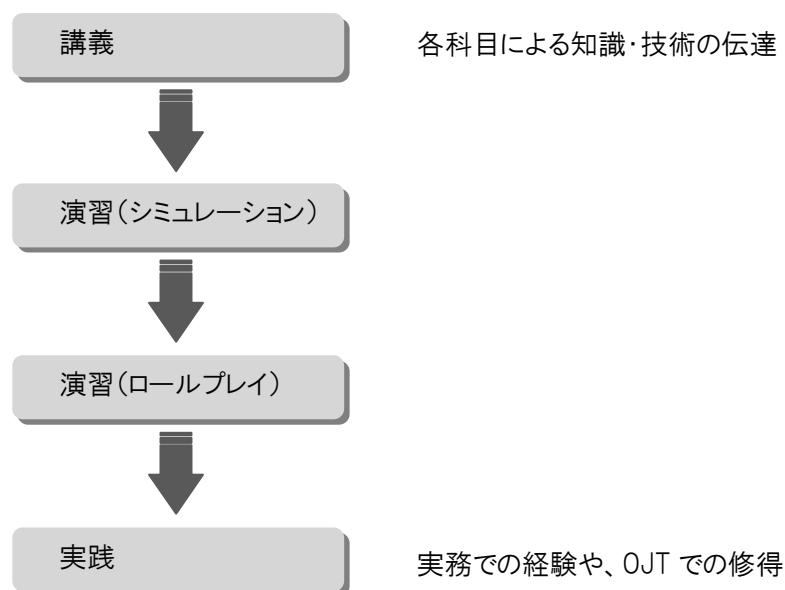 講義
各科目による知識・技術の伝達
演習(シミュレーション)
演習(ロールプレイ)
実践
実務での経験や、OJT での修得